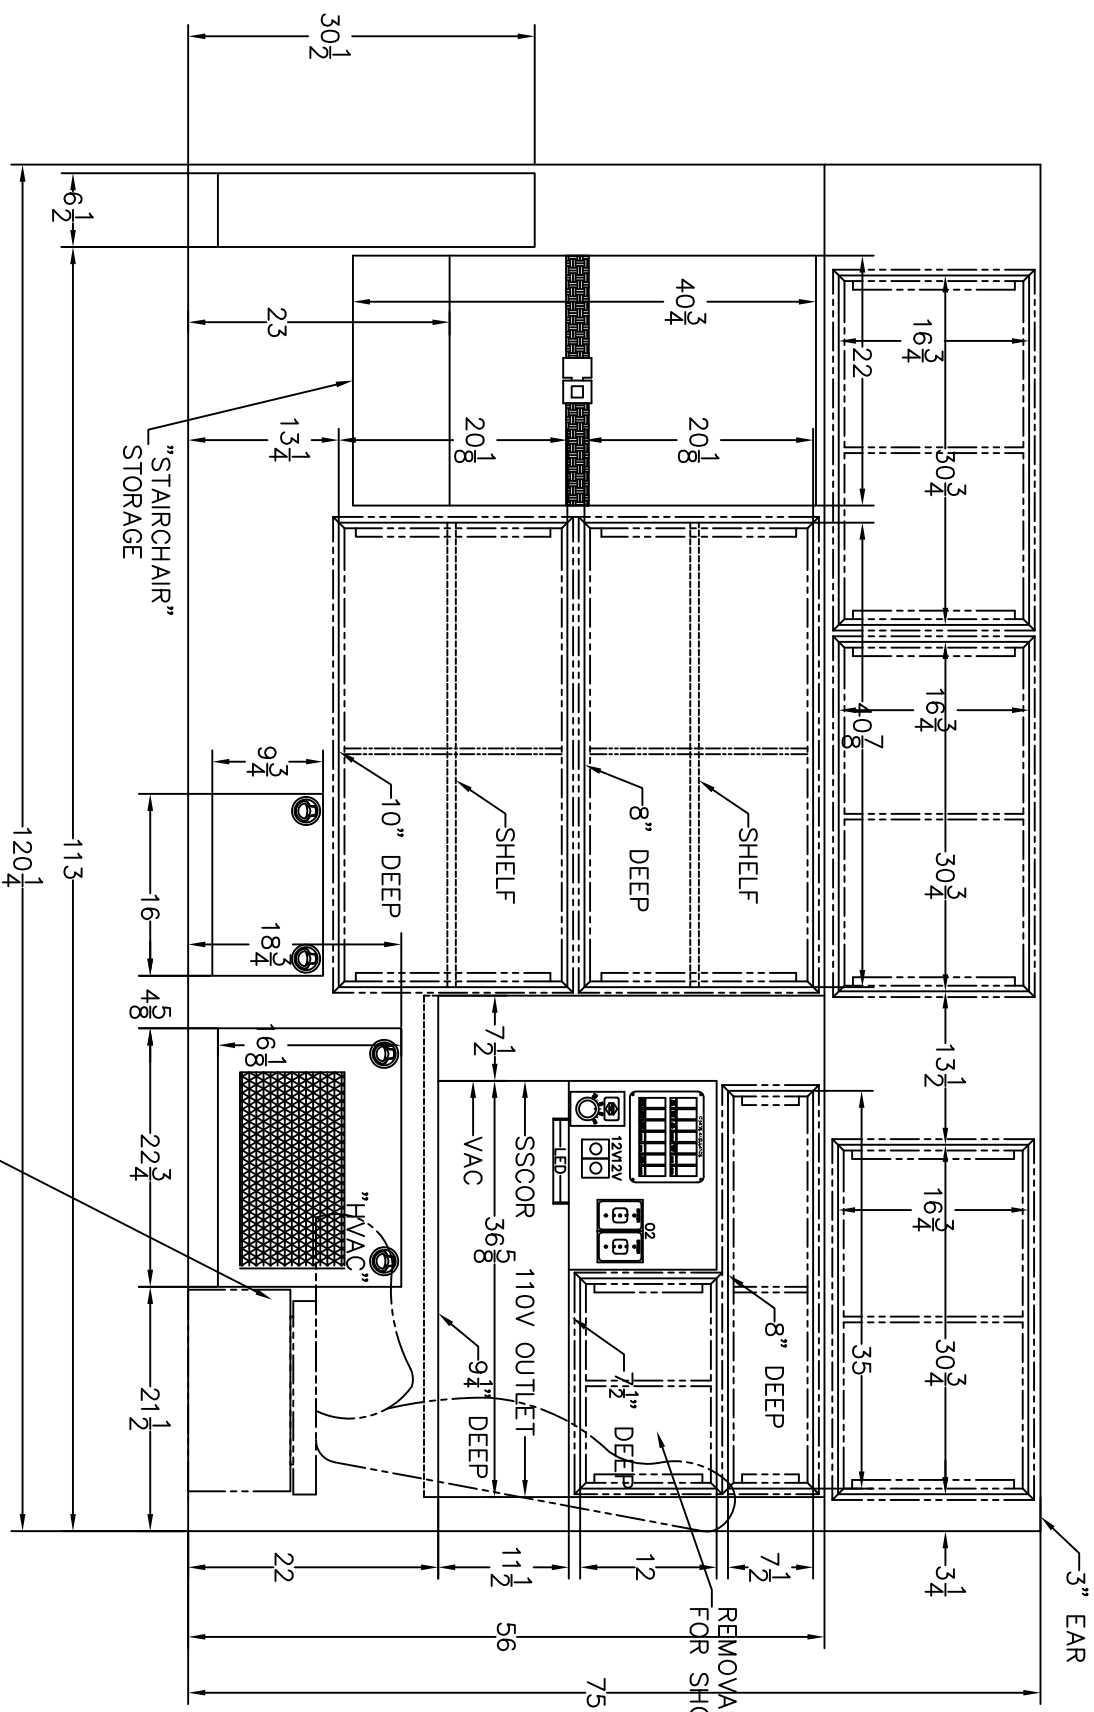 3" EAR
16 3/4
30 3/4
16 3/4
30 3/4
13 1/2
16 3/4
30 3/4
3 1/4
22
40 7/8
35
40 3/4
20 1/8
SHELF
8" DEEP
8" DEEP
7 1/2
O2
12V 12V
LED
7 1/2" DEEP
12
REMOVA
FOR SH
20 1/8
SHELF
10" DEEP
7 1/2
SSCOR
110V OUTLET
VAC
36 5/8
9 1/4" DEEP
11 1/2
30 1/2
23
13 1/4
"STAIRCHAIR"
STORAGE
9 3/4
18 3/4
16 1/8
"HVAC"
22
56
75
6 1/2
16
4 5/8
22 3/4
21 1/2
113
120 1/4